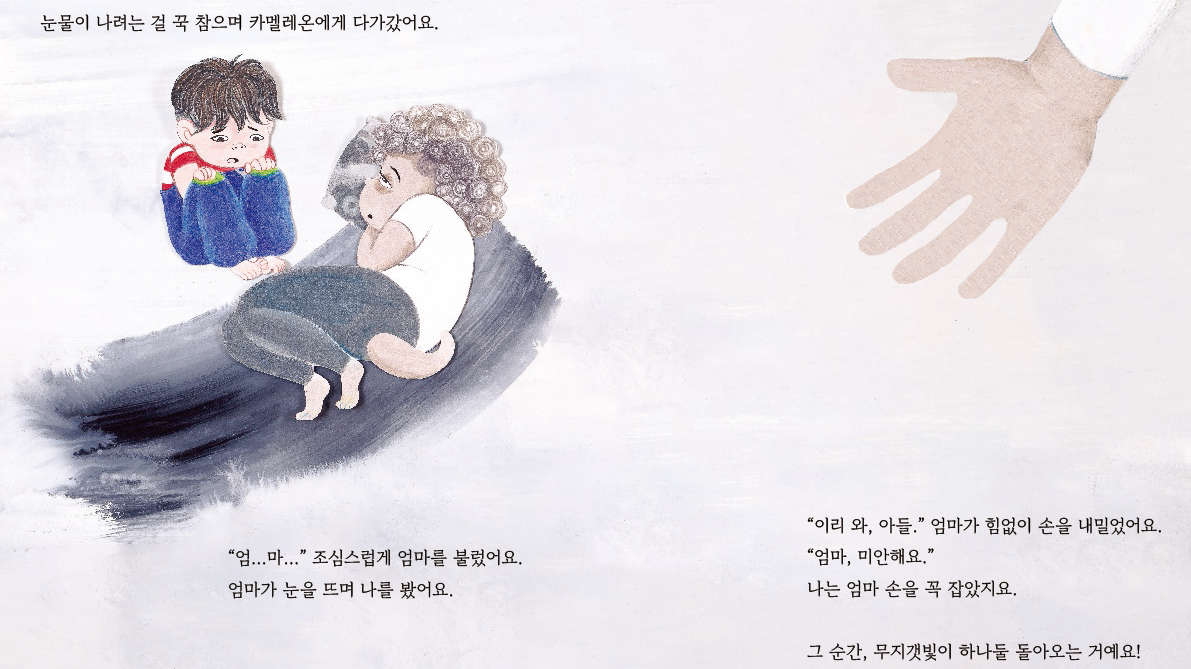 눈물이 나려는 걸 꾹 참으며 카멜레온에게 다가갔어요.
“엄...마...” 조심스럽게 엄마를 불렀어요.
엄마가 눈을 뜨며 나를 봤어요.
“이리 와, 아들.” 엄마가 힘없이 손을 내밀었어요.
“엄마, 미안해요.”
나는 엄마 손을 꼭 잡았지요.
그 순간, 무지갯빛이 하나둘 돌아오는 거예요!